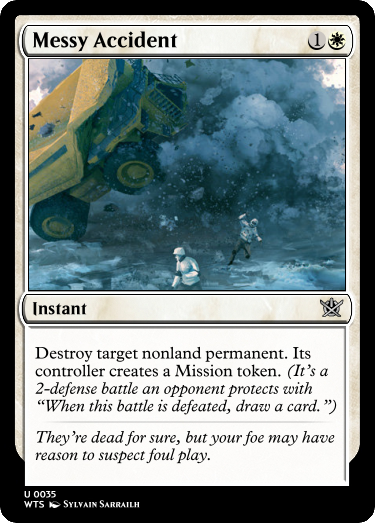 Messy Accident 1
Instant
Destroy target nonland permanent. Its
controller creates a Mission token. (It's a
2-defense battle an opponent protects with
“When this battle is defeated, draw a card.”)
They're dead for sure, but your foe may have
reason to suspect foul play.
U 0035
WTS Sylvain Sarrailh